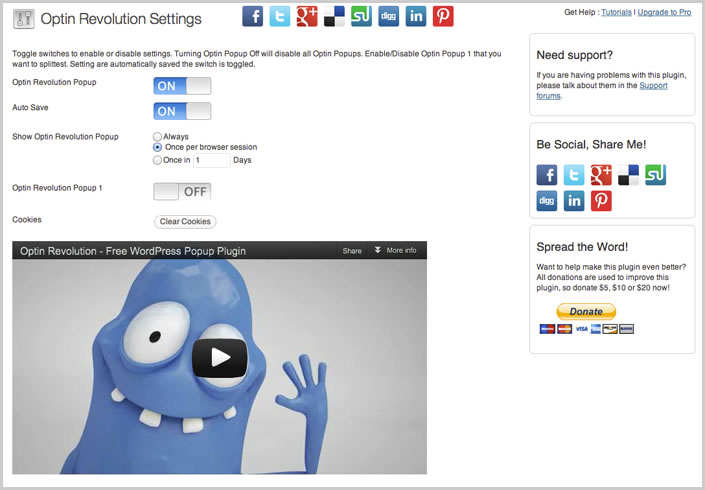 Optin Revolution Settings
Get Help : Tutorials | Upgrade to Pro
Toggle switches to enable or disable settings. Turning Optin Popup Off will disable all Optin Popups. Enable/Disable Optin Popup 1 that you
want to splittest. Setting are automatically saved the switch is toggled.
Optin Revolution Popup
ON
Auto Save
ON
Show Optin Revolution Popup
Always
Once per browser session
Once in 1 Days
Optin Revolution Popup 1
OFF
Cookies
Clear Cookies
Optin Revolution - Free WordPress Popup Plugin
Share
More info
Need support?
If you are having problems with this plugin,
please talk about them in the Support
forums.
Be Social, Share Me!
digg
Spread the Word!
Want to help make this plugin even better?
All donations are used to improve this
plugin, so donate $5, $10 or $20 now!
Donate
VISA